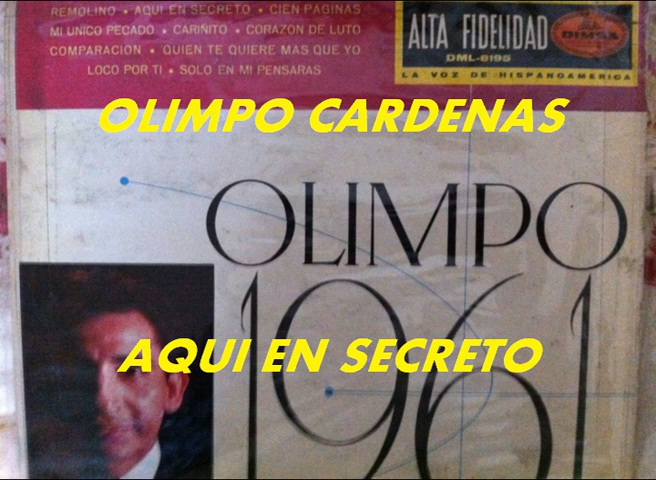 REMOLINO • AQUI EN SECRETO • CIEN PAGINAS
MI UNICO PECADO • CARIÑITO • CORAZON DE LUTO
COMPARACION • QUIEN TE QUIERE MAS QUE YO
LOCO POR TI • SOLO EN MI PENSARAS
ALTA FIDELIDAD
DIMSA
DML-8195
LA VOZ DE HISPANOAMERICA
OLIMPO CARDENAS
OLIMPO
1961
AQUI EN SECRETO